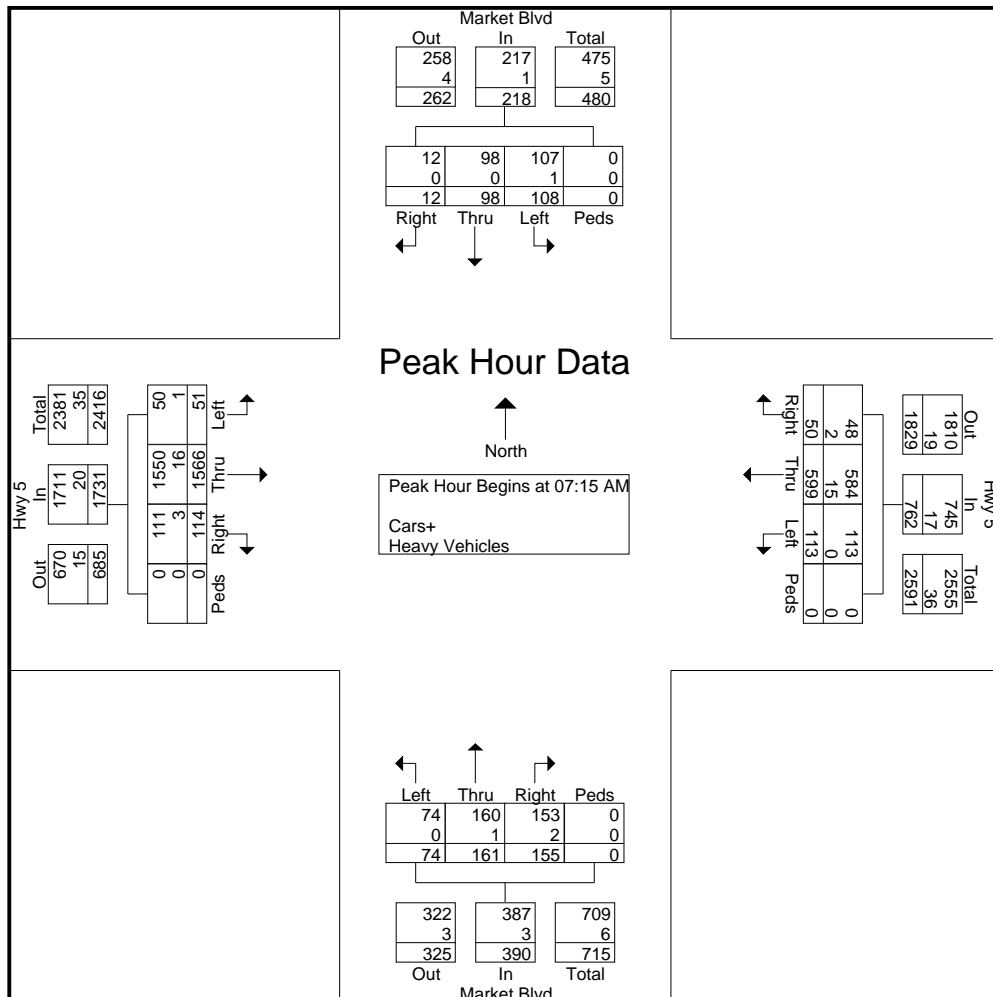 Market Blvd
Out In Total
258 217 475
4 1 5
262 218 480
12 98 107 0
0 0 1 0
12 98 108 0
Right Thru Left Peds
Peak Hour Data
North
Peak Hour Begins at 07:15 AM
Cars+
Heavy Vehicles
Hwy 5
Out In Total
670 1711 2381
15 20 35
685 1731 2416
Peds Right Thru Left
0 111 1550 50
0 3 16 1
0 114 1566 51
Hwy 5
Out In Total
1810 745 2555
19 17 36
1829 762 2591
48 584 113 0
2 15 0 0
50 599 113 0
Right Thru Left Peds
Left Thru Right Peds
74 160 153 0
0 1 2 0
74 161 155 0
322 387 709
3 3 6
325 390 715
Out In Total
Market Blvd